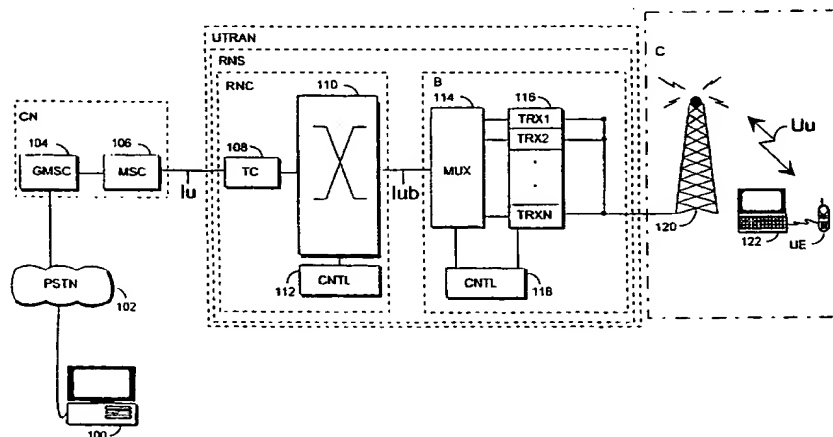 UTRAN
RNS
RNC
110
B
114
116
C
CN
104
106
GMSC
MSC
Iu
108
TC
Iub
MUX
TRX1
TRX2
TRXN
Uu
120
122
UE
112
CNTL
CNTL
118
PSTN
102
100